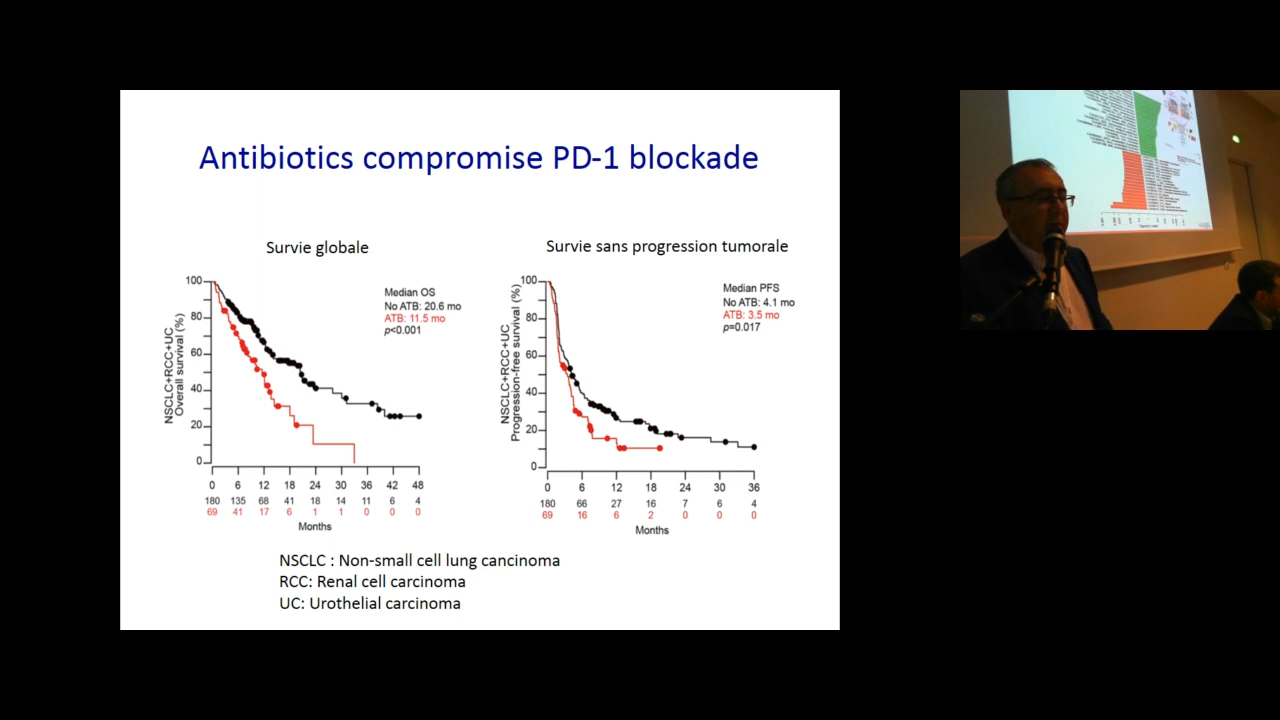 Antibiotics compromise PD-1 blockade
Survie globale
NSCLC+RCC+UC
Overall survival (%)
100
80
60
40
20
0
Median OS
No ATB: 20.6 mo
ATB: 11.5 mo
p<0.001
0 6 12 18 24 30 36 42 48
180 135 68 41 18 14 11 6 4
69 41 17 6 1 1 0 0 0
Months
Survie sans progression tumorale
NSCLC+RCC+UC
Progression-free survival (%)
100
80
60
40
20
0
Median PFS
No ATB: 4.1 mo
ATB: 3.5 mo
p=0.017
0 6 12 18 24 30 36
180 66 27 16 7 6 4
69 16 6 2 0 0 0
Months
NSCLC : Non-small cell lung cancinoma
RCC: Renal cell carcinoma
UC: Urothelial carcinoma